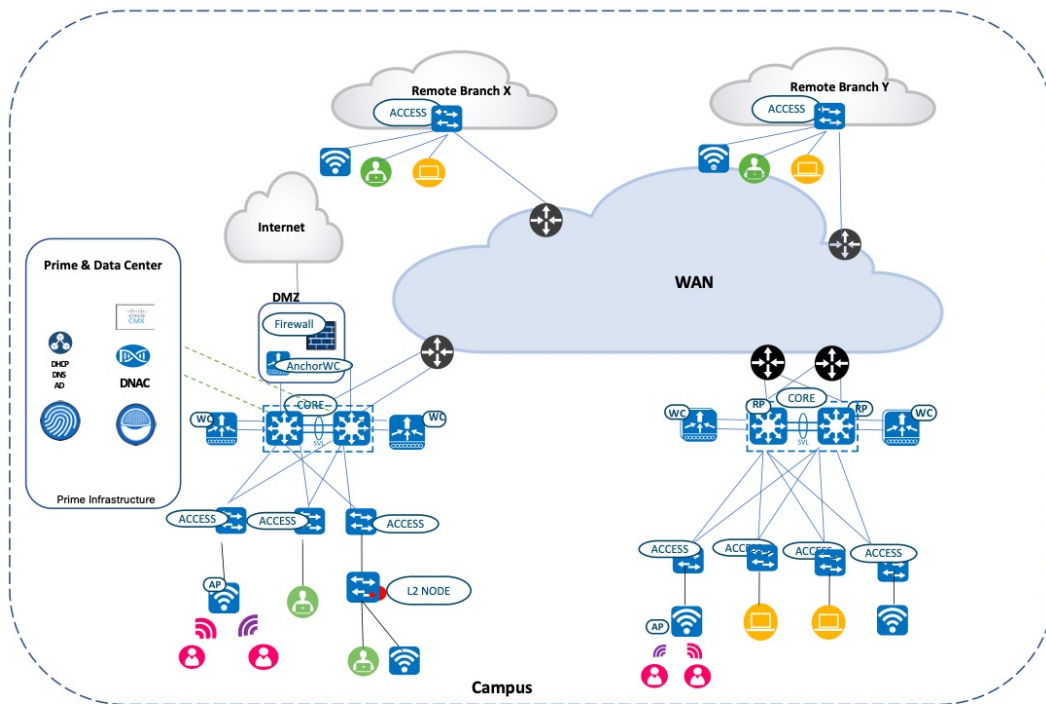 Remote Branch X
ACCESS
Remote Branch Y
ACCESS
Internet
Prime & Data Center
CISCO
CMX
DHCP
DNS
AD
DNAC
Prime Infrastructure
DMZ
Firewall
AnchorWC
WAN
WC
CORE
SVL
WC
WC
RP
CORE
SVL
RP
WC
ACCESS
ACCESS
ACCESS
AP
L2 NODE
ACCESS
ACCESS
ACCESS
ACCESS
AP
Campus